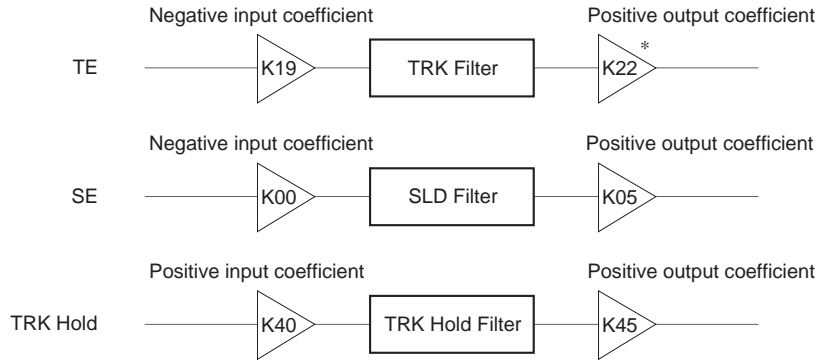 Negative input coefficient Positive output coefficient
TE K19 TRK Filter K22 *
Negative input coefficient Positive output coefficient
SE K00 SLD Filter K05
Positive input coefficient Positive output coefficient
TRK Hold K40 TRK Hold Filter K45